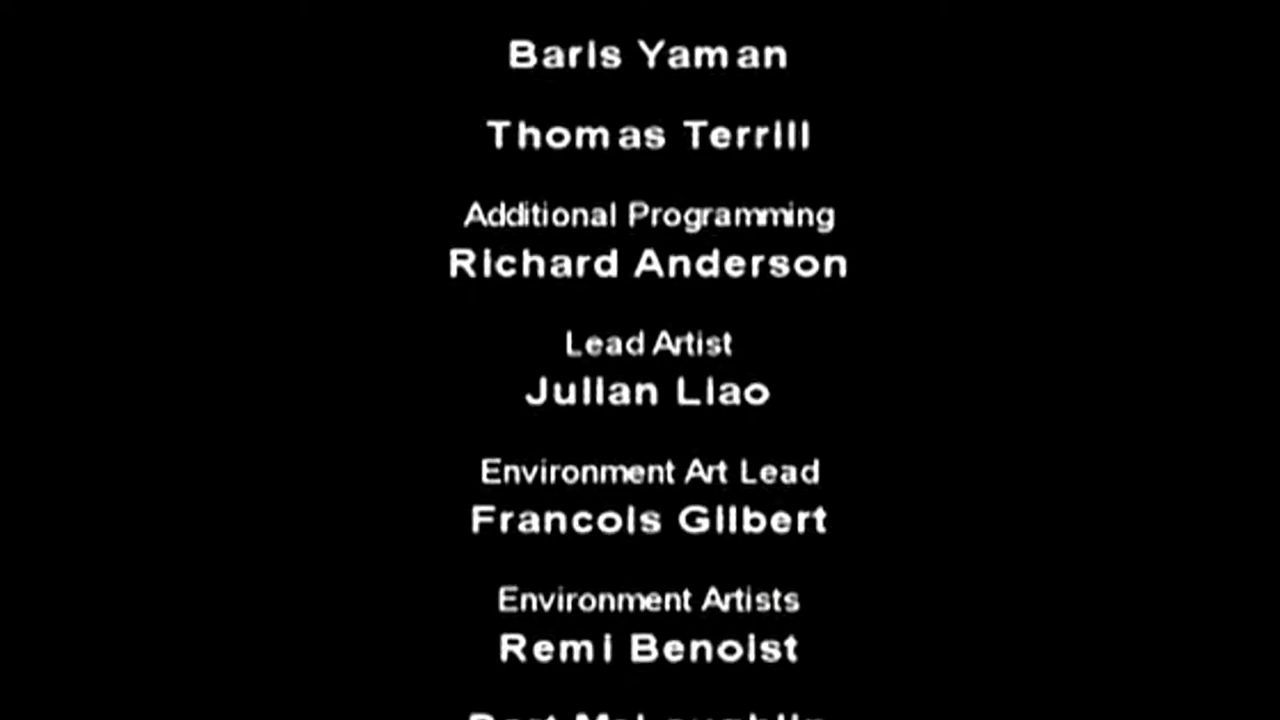 Baris Yaman
Thomas Terrill
Additional Programming
Richard Anderson
Lead Artist
Julian Liao
Environment Art Lead
Francois Gilbert
Environment Artists
Remi Benoist